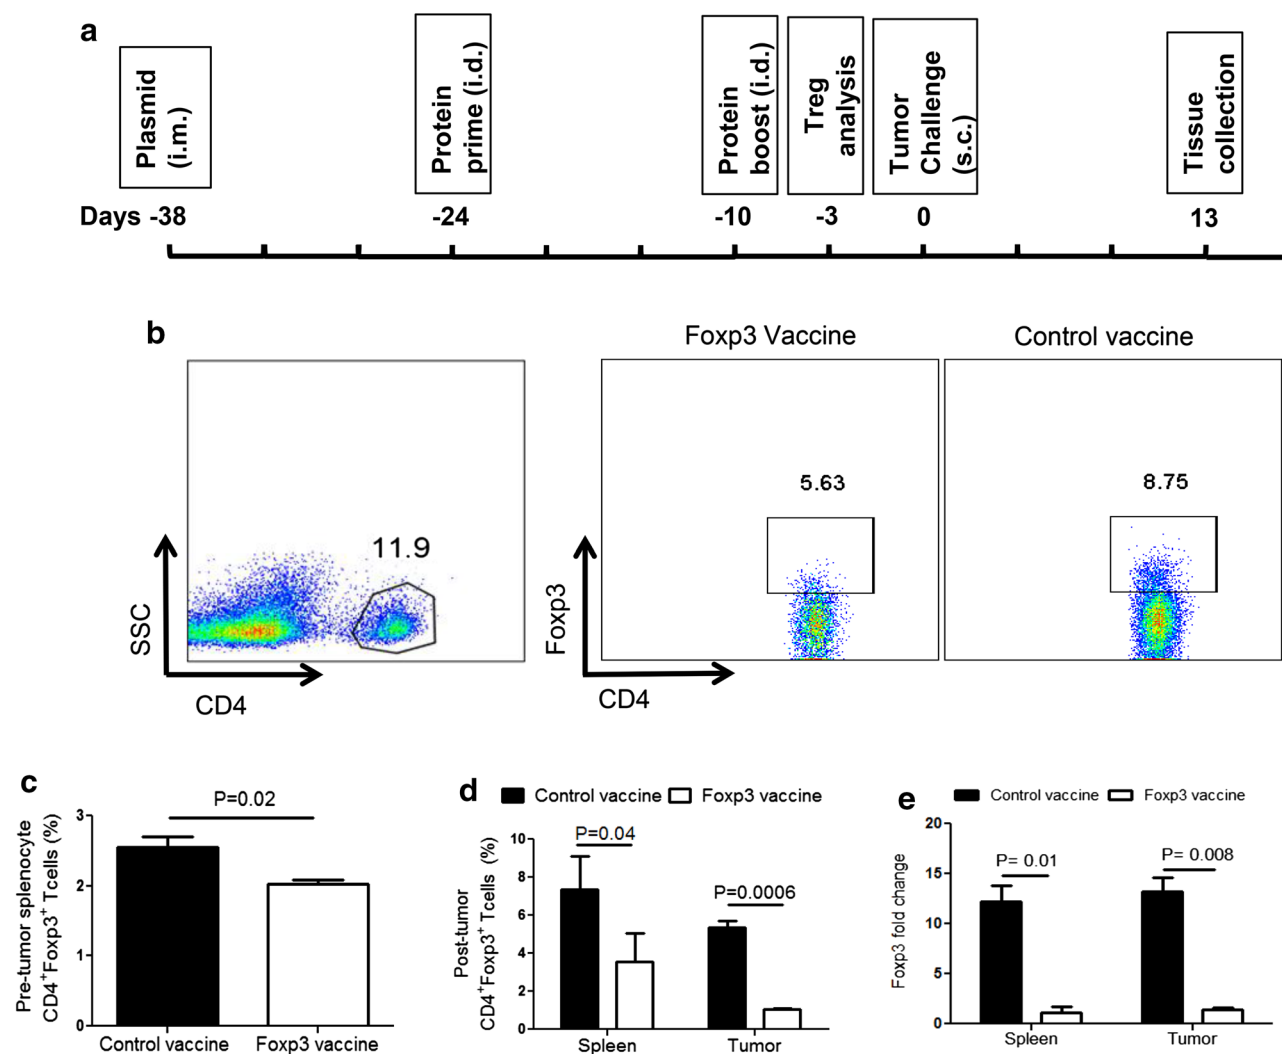 a
Plasmid
(i.m.)
Protein
prime (i.d.)
Protein
boost (i.d.)
Treg
analysis
Tumor
Challenge
(s.c.)
Tissue
collection
Days -38
-24
-10
-3
0
13
b
Foxp3 Vaccine
Control vaccine
11.9
5.63
8.75
SSC
CD4
Foxp3
CD4
c
P=0.02
Pre-tumor splenocyte
CD4+Foxp3+ Tcells (%)
3
2
1
0
Control vaccine
Foxp3 vaccine
d
Control vaccine
Foxp3 vaccine
Post-tumor
CD4+Foxp3+ Tcells (%)
10
8
6
4
2
0
P=0.04
P=0.0006
Spleen
Tumor
e
Control vaccine
Foxp3 vaccine
Foxp3 fold change
20
15
10
5
0
P= 0.01
P= 0.008
Spleen
Tumor